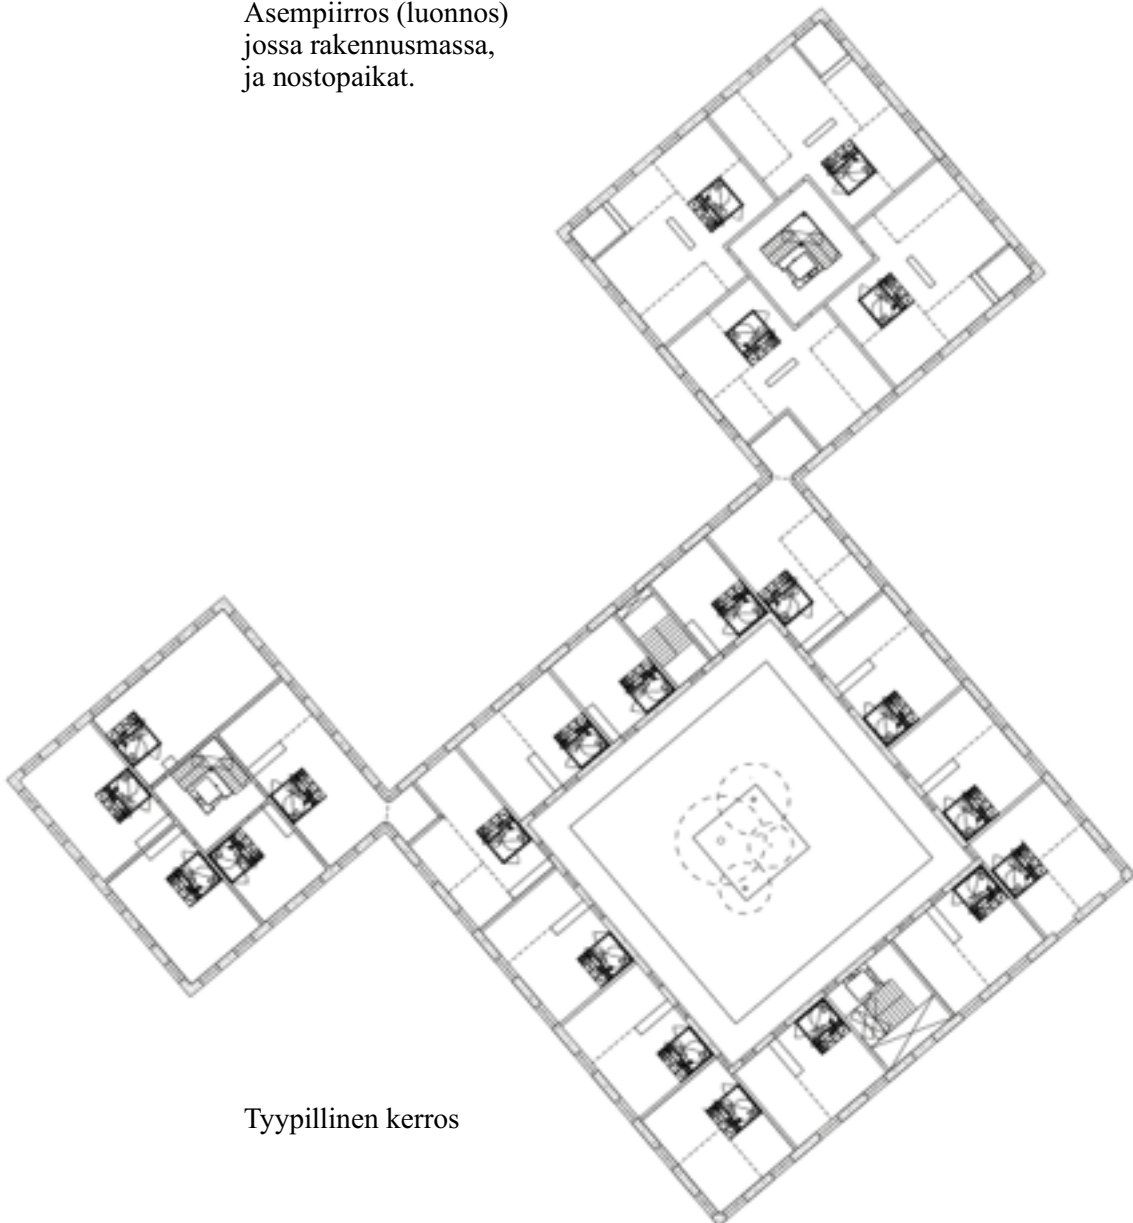 Asempiirros (luonnos)
jossa rakennusmassa,
ja nostopaikat.
Tyypillinen kerros